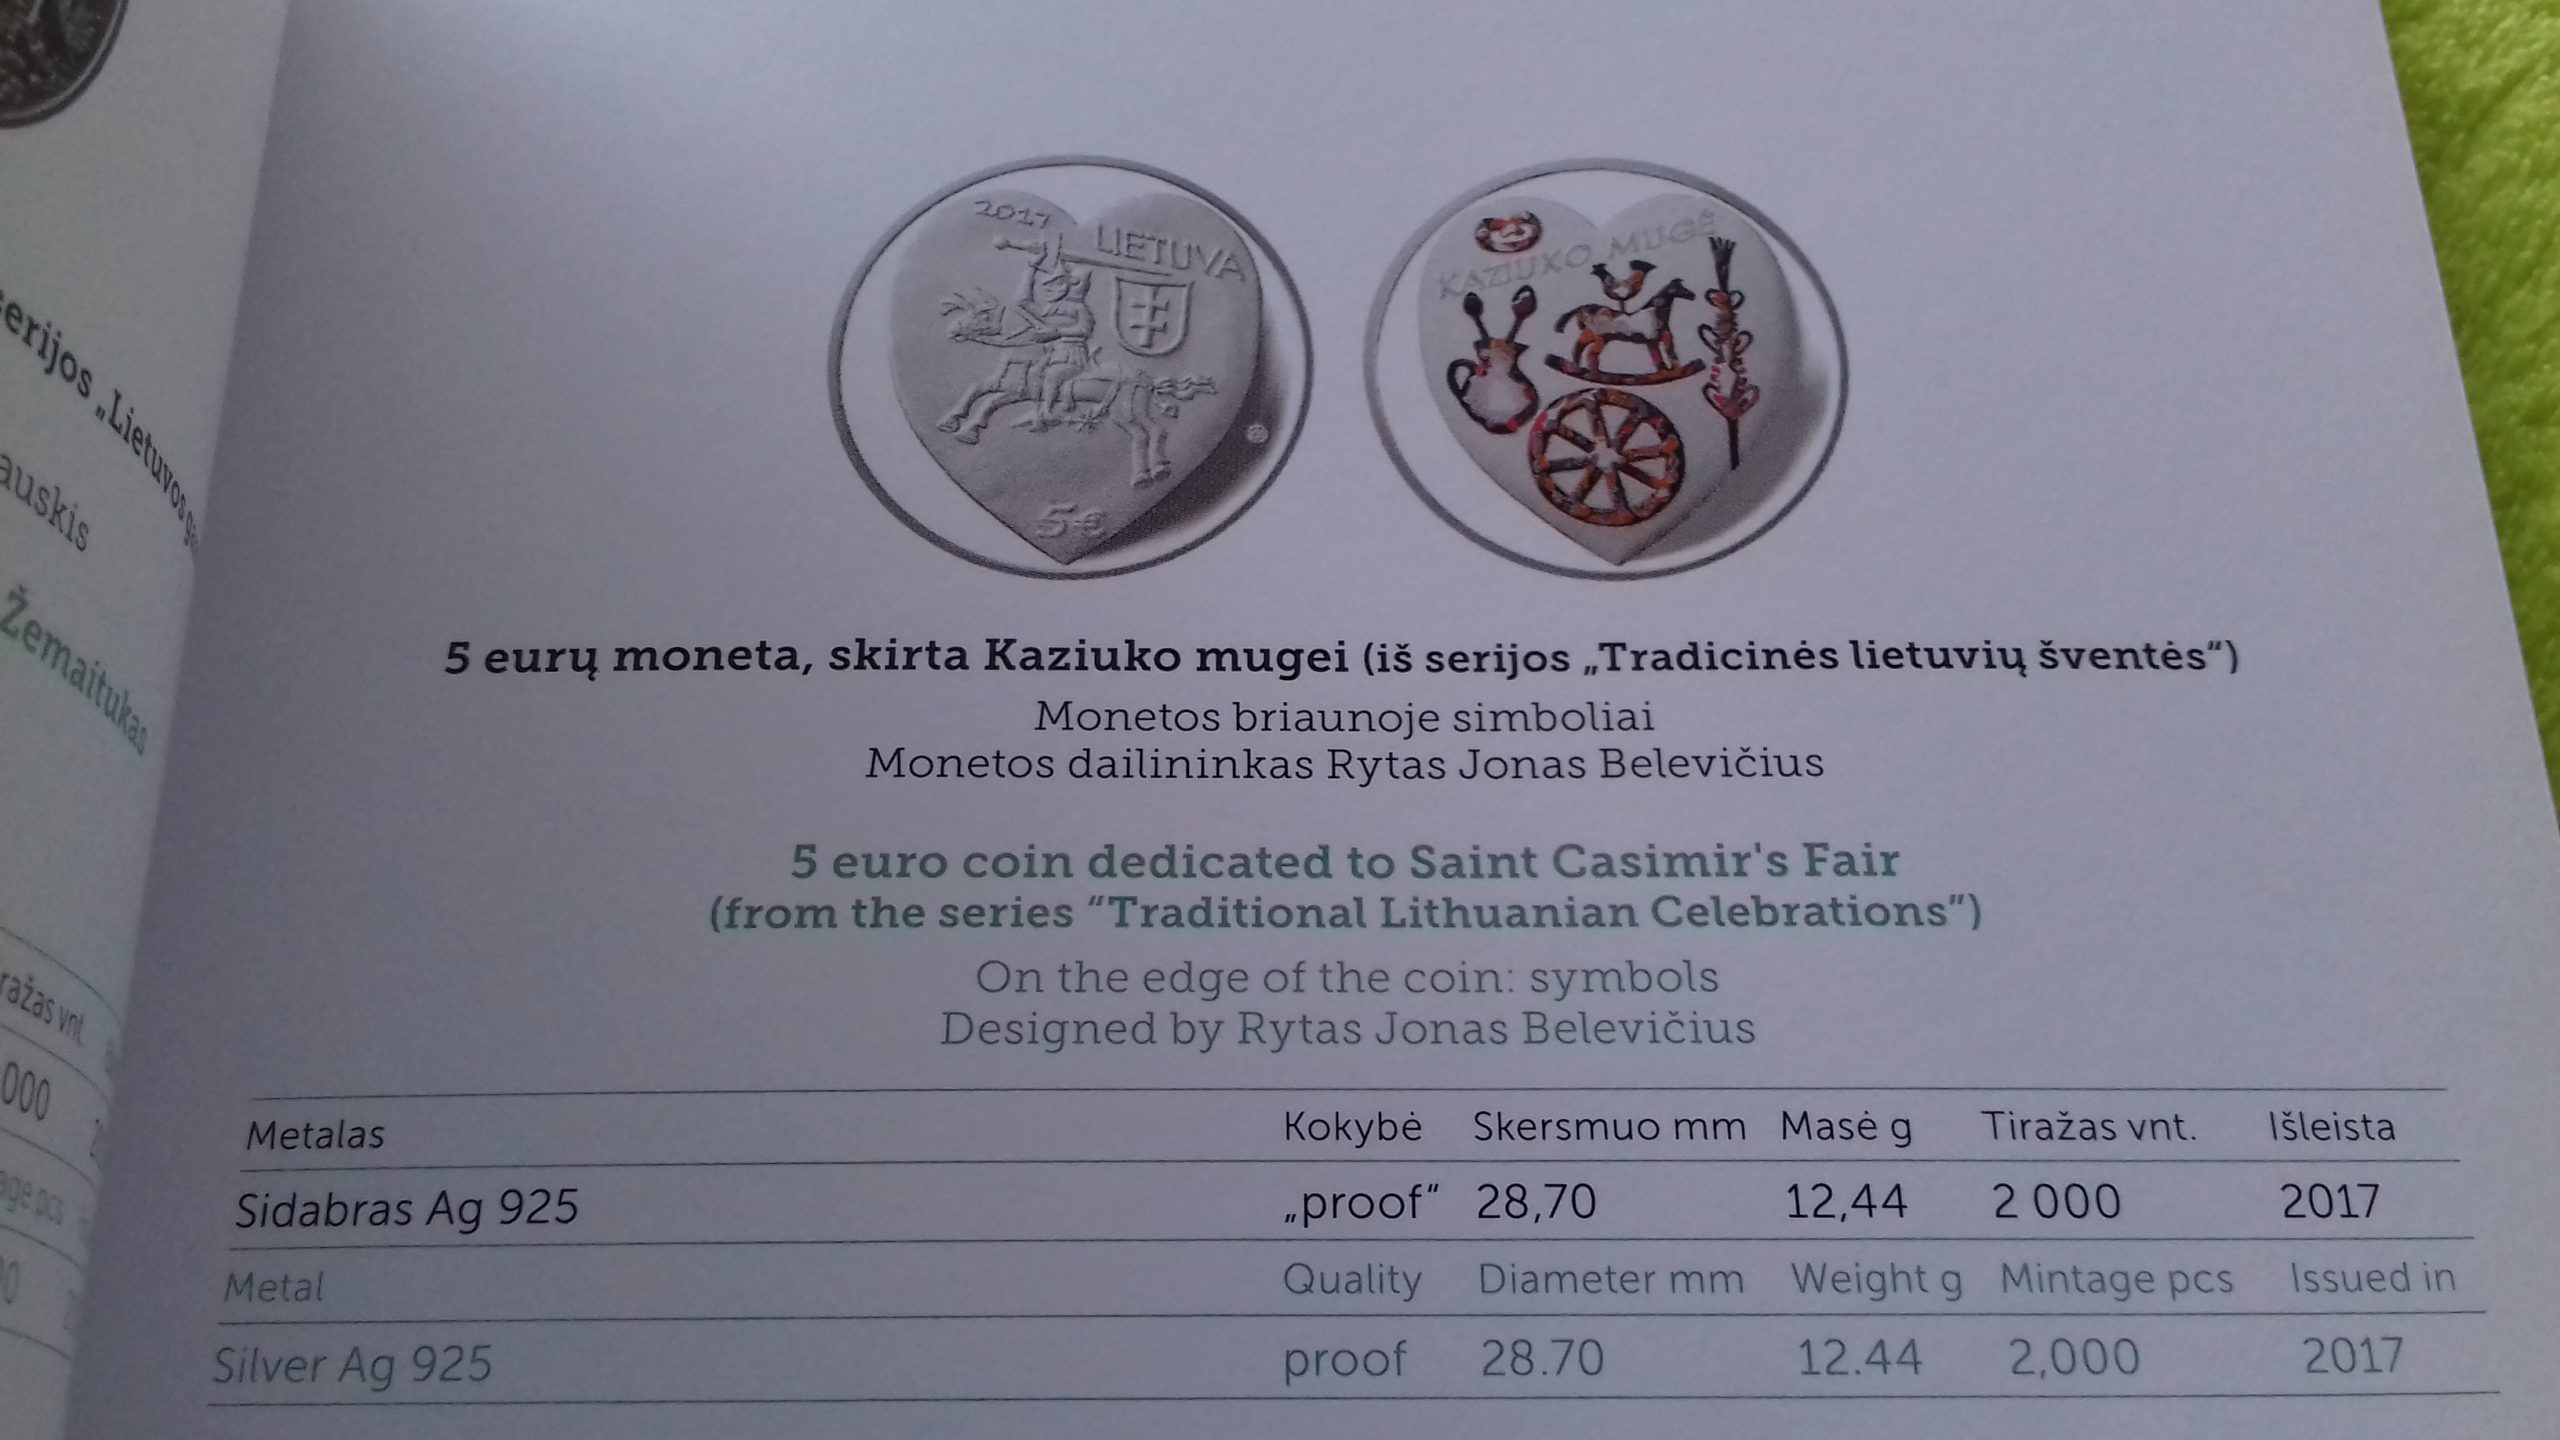 serijos „Lietuvos
Žemaitukas
000
2017
LIETUVA
5 €
KAZIUKO MUGĖ
5 eurų moneta, skirta Kaziuko mugei (iš serijos „Tradicinės lietuvių šventės“)
Monetos briaunoje simboliai
Monetos dailininkas Rytas Jonas Belevičius
5 euro coin dedicated to Saint Casimir's Fair
(from the series “Traditional Lithuanian Celebrations”)
On the edge of the coin: symbols
Designed by Rytas Jonas Belevičius
Metalas Kokybė Skersmuo mm Masė g Tiražas vnt. Išleista
Sidabras Ag 925 „proof“ 28,70 12,44 2 000 2017
Metal Quality Diameter mm Weight g Mintage pcs Issued in
Silver Ag 925 proof 28.70 12.44 2,000 2017